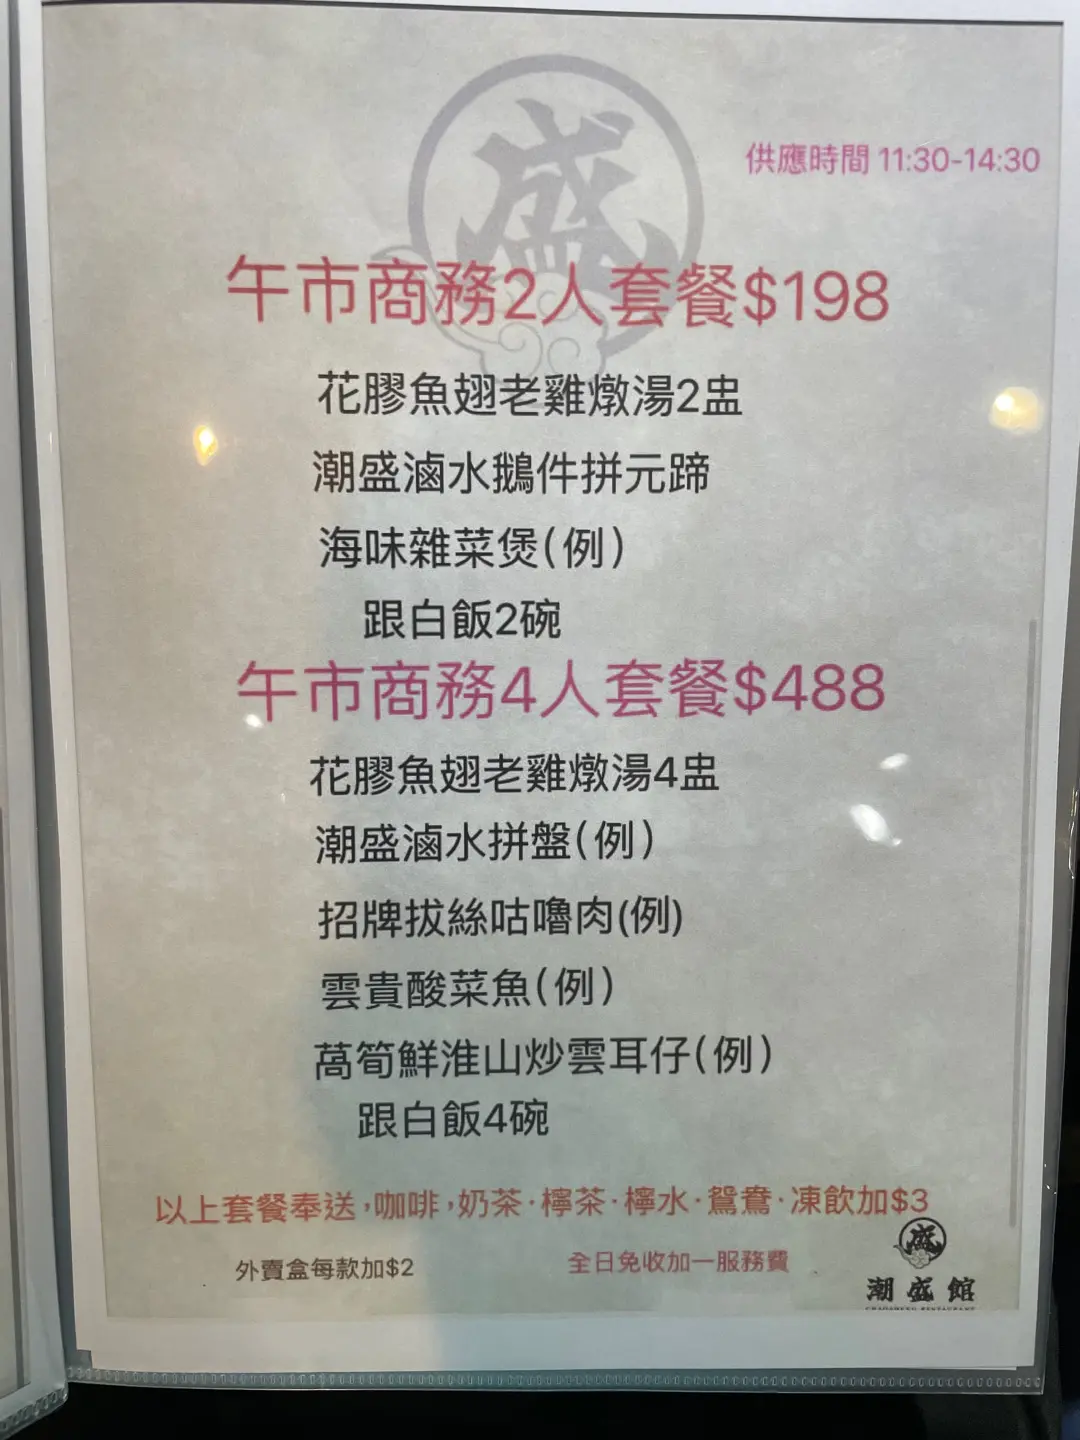 盛
供應時間 11:30-14:30
午市商務2人套餐$198
花膠魚翅老雞燉湯2盅
潮盛滷水鵝件拼元蹄
海味雜菜煲(例)
跟白飯2碗
午市商務4人套餐$488
花膠魚翅老雞燉湯4盅
潮盛滷水拼盤(例)
招牌拔絲咕嚕肉(例)
雲貴酸菜魚(例)
萵筍鮮淮山炒雲耳仔(例)
跟白飯4碗
以上套餐奉送,咖啡,奶茶·檸茶·檸水·鴛鴦·凍飲加$3
外賣盒每款加$2
全日免收加一服務費
盛
潮盛館